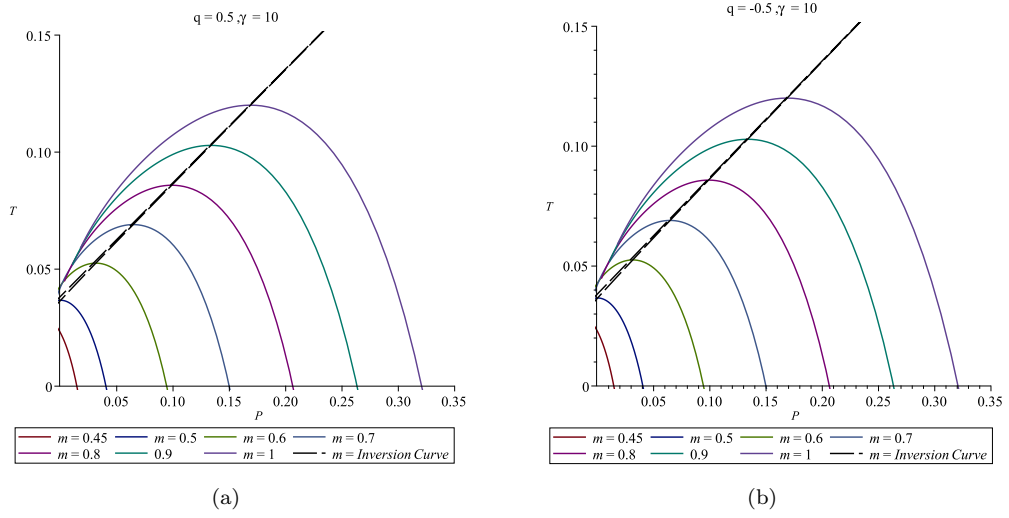 q = 0.5 ,γ = 10
0.15
0.10
T
0.05
0
0.05 0.10 0.15 0.20 0.25 0.30 0.35
P
m = 0.45 m = 0.5 m = 0.6 m = 0.7
m = 0.8 0.9 m = 1 m = Inversion Curve
(a)
q = -0.5 ,γ = 10
0.15
0.10
T
0.05
0
0.05 0.10 0.15 0.20 0.25 0.30 0.35
P
m = 0.45 m = 0.5 m = 0.6 m = 0.7
m = 0.8 0.9 m = 1 m = Inversion Curve
(b)